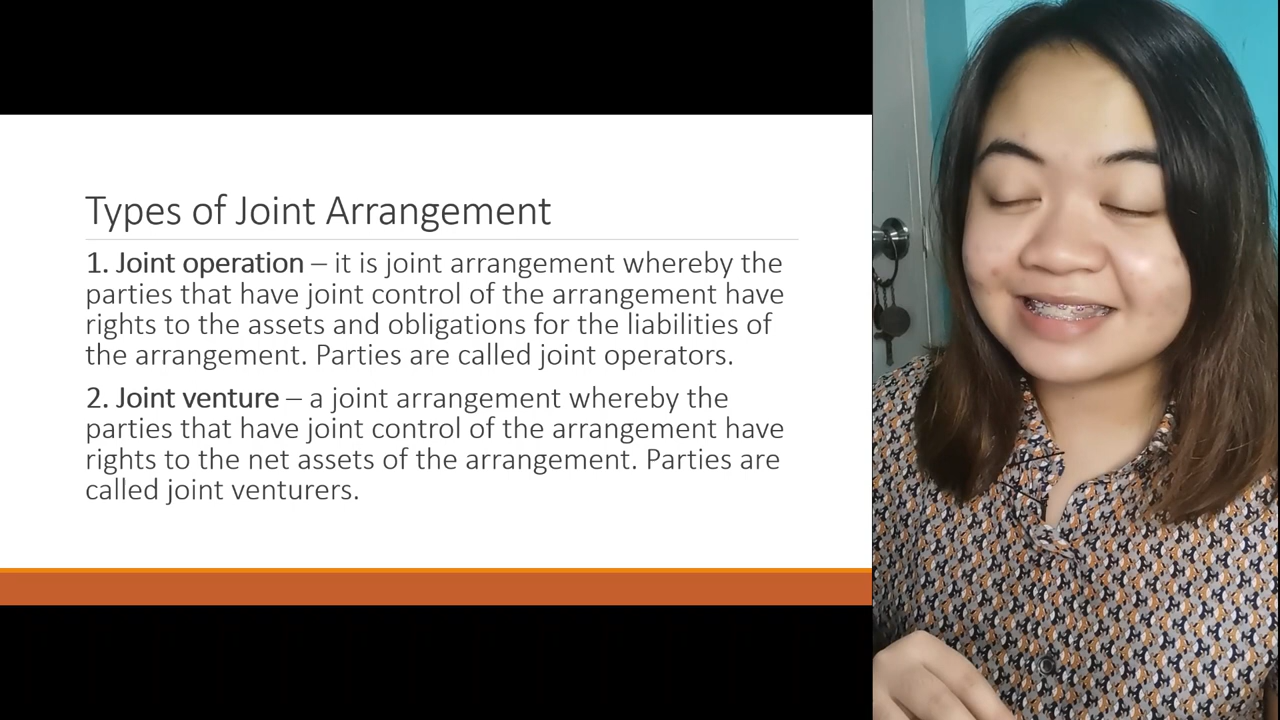 Types of Joint Arrangement
1. Joint operation – it is joint arrangement whereby the
parties that have joint control of the arrangement have
rights to the assets and obligations for the liabilities of
the arrangement. Parties are called joint operators.
2. Joint venture – a joint arrangement whereby the
parties that have joint control of the arrangement have
rights to the net assets of the arrangement. Parties are
called joint venturers.